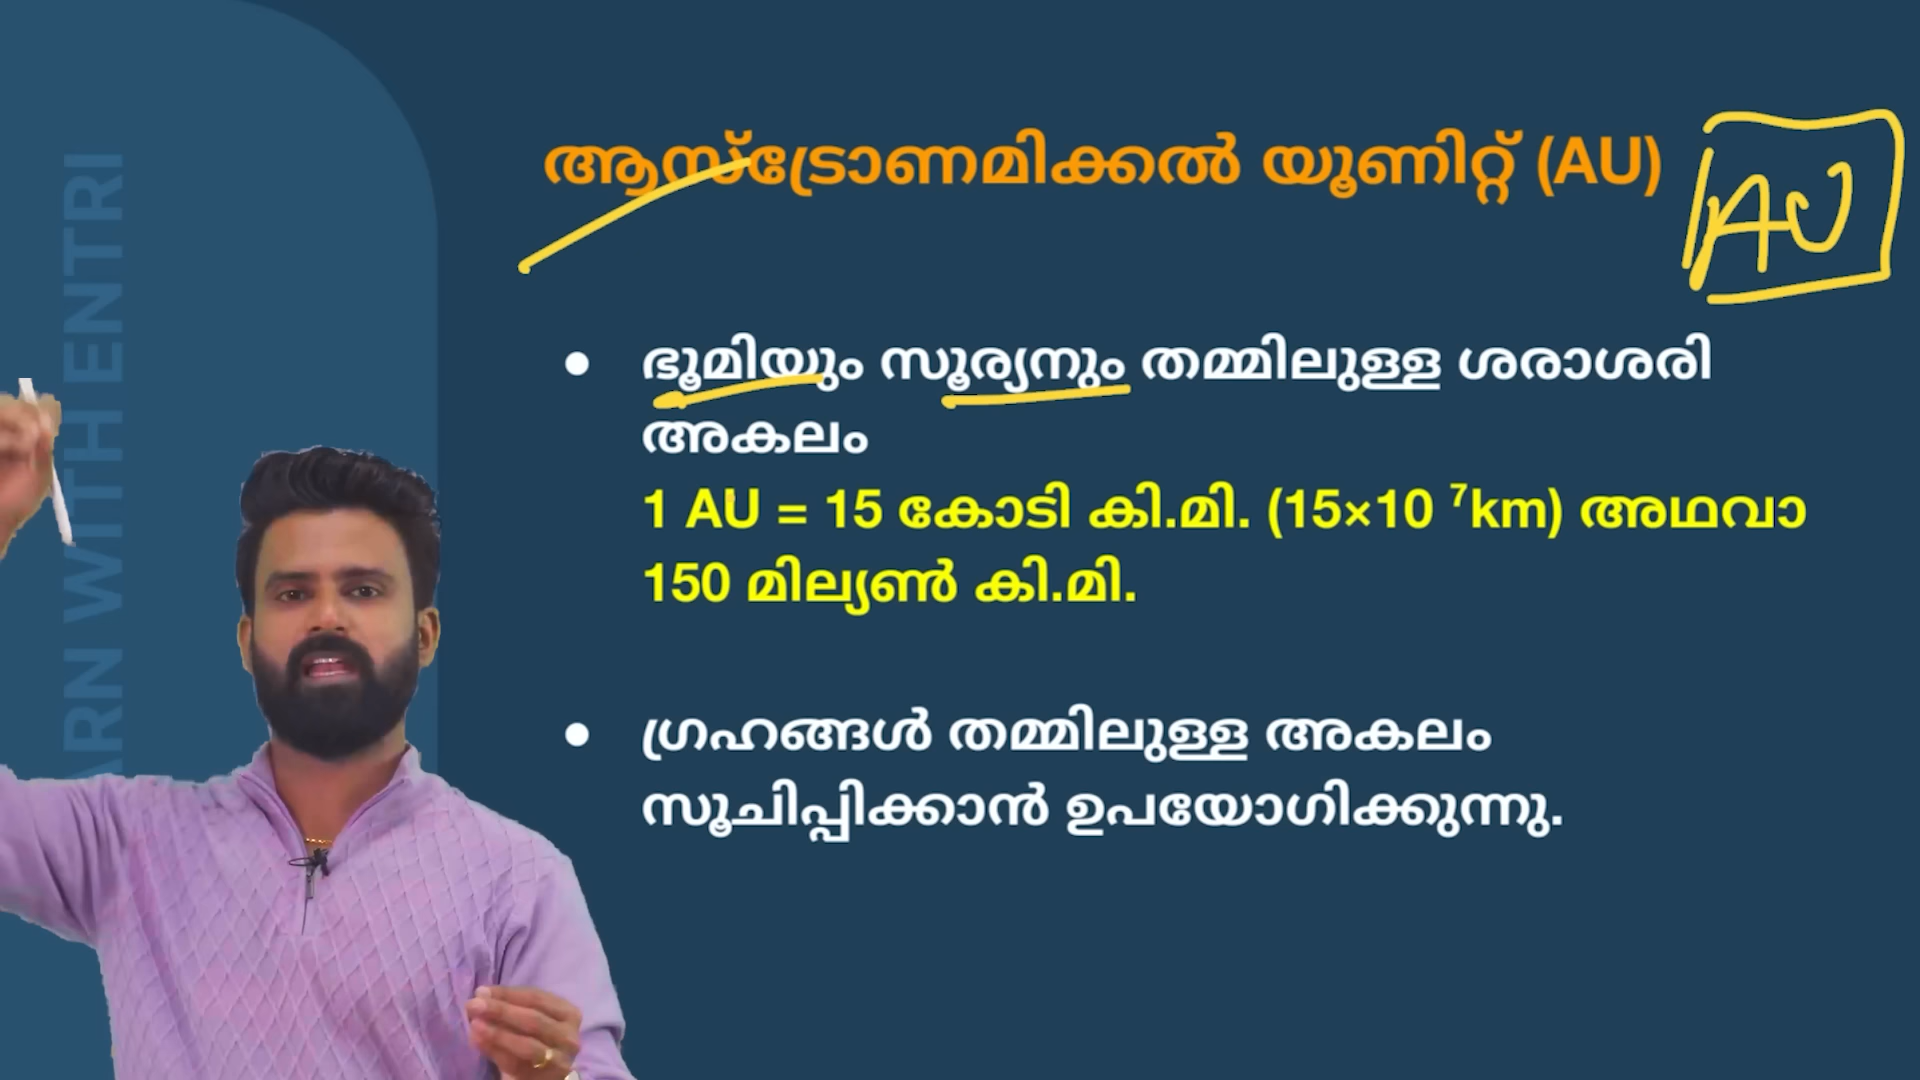 ആസ്ട്രോണമിക്കൽ യൂണിറ്റ് (AU)
AU
ഭൂമിയും സൂര്യനും തമ്മിലുള്ള ശരാശരി
അകലം
1 AU = 15 കോടി കി.മി. (15×10 ⁷km) അഥവാ
150 മില്യൺ കി.മി.
ഗ്രഹങ്ങൾ തമ്മിലുള്ള അകലം
സൂചിപ്പിക്കാൻ ഉപയോഗിക്കുന്നു.
ARN WITH ENTRI